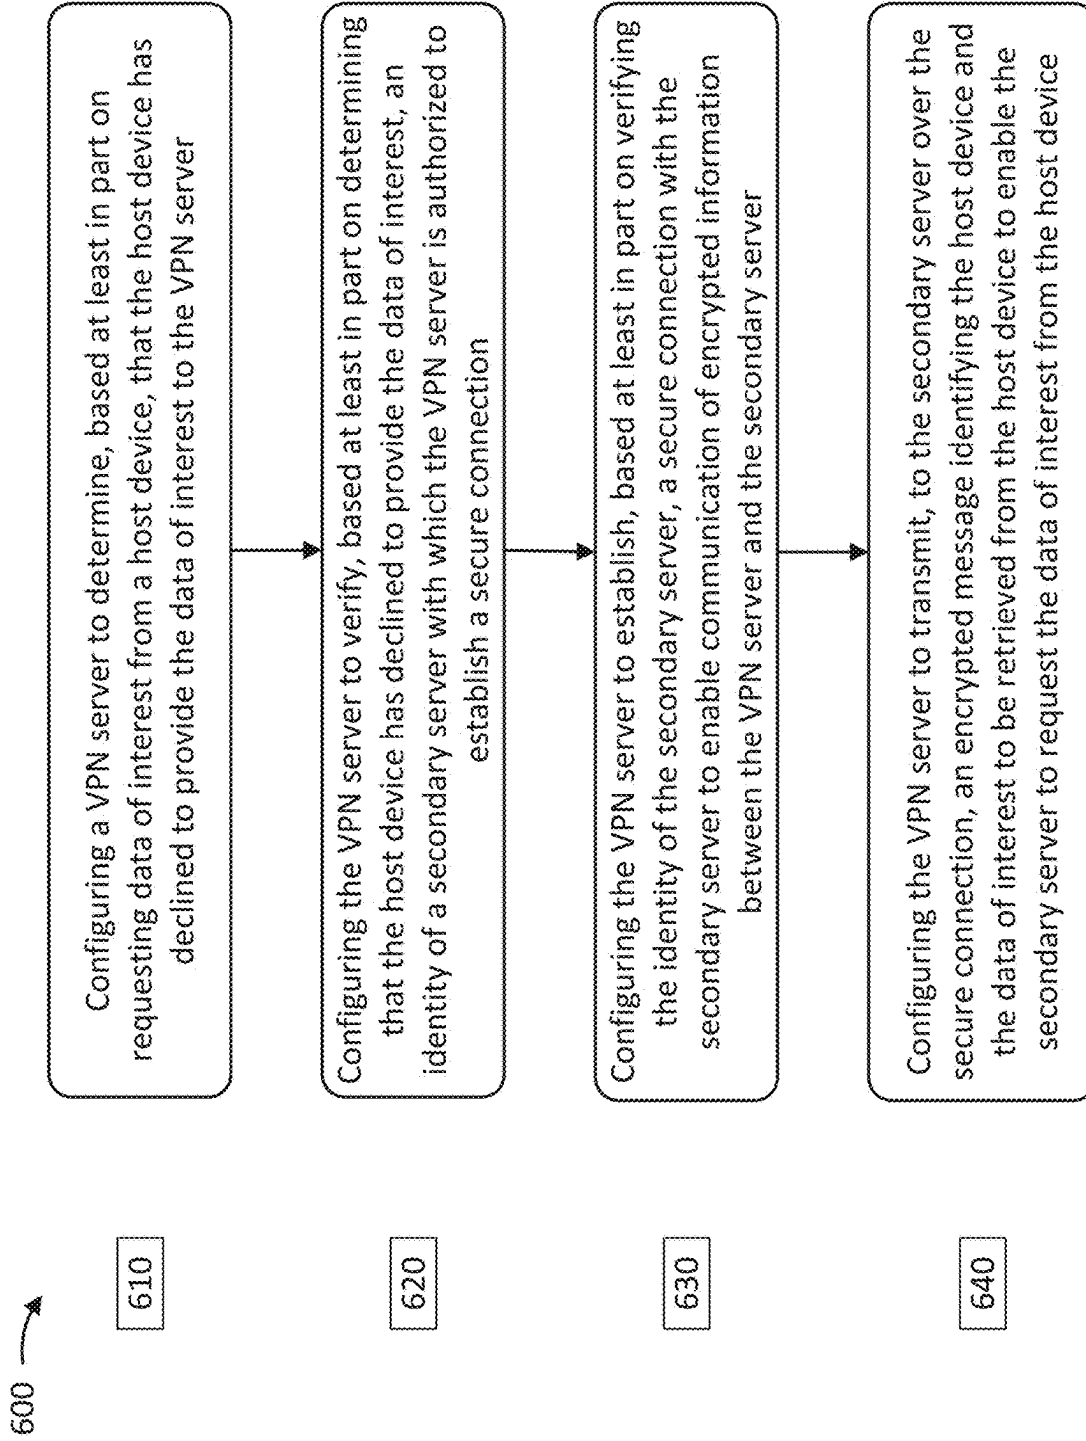 600
610
Configuring a VPN server to determine, based at least in part on
requesting data of interest from a host device, that the host device has
declined to provide the data of interest to the VPN server
620
Configuring the VPN server to verify, based at least in part on determining
that the host device has declined to provide the data of interest, an
identity of a secondary server with which the VPN server is authorized to
establish a secure connection
630
Configuring the VPN server to establish, based at least in part on verifying
the identity of the secondary server, a secure connection with the
secondary server to enable communication of encrypted information
between the VPN server and the secondary server
640
Configuring the VPN server to transmit, to the secondary server over the
secure connection, an encrypted message identifying the host device and
the data of interest to be retrieved from the host device to enable the
secondary server to request the data of interest from the host device